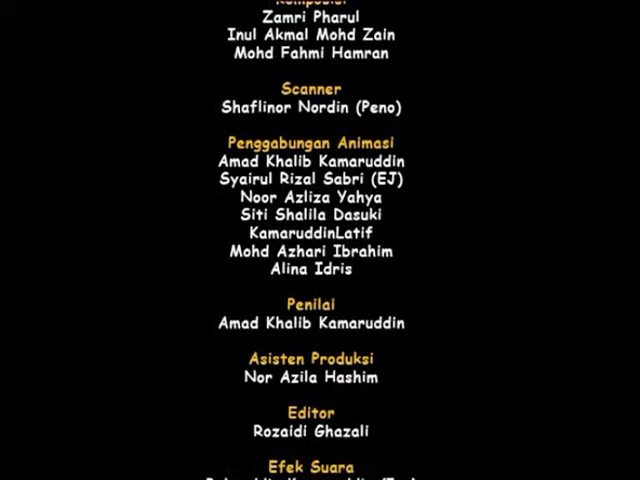 Komposisi
Zamri Pharul
Inul Akmal Mohd Zain
Mohd Fahmi Hamran
Scanner
Shaflinor Nordin (Peno)
Penggabungan Animasi
Amad Khalib Kamaruddin
Syairul Rizal Sabri (EJ)
Noor Azliza Yahya
Siti Shalila Dasuki
KamaruddinLatif
Mohd Azhari Ibrahim
Alina Idris
Penilai
Amad Khalib Kamaruddin
Asisten Produksi
Nor Azila Hashim
Editor
Rozaidi Ghazali
Efek Suara